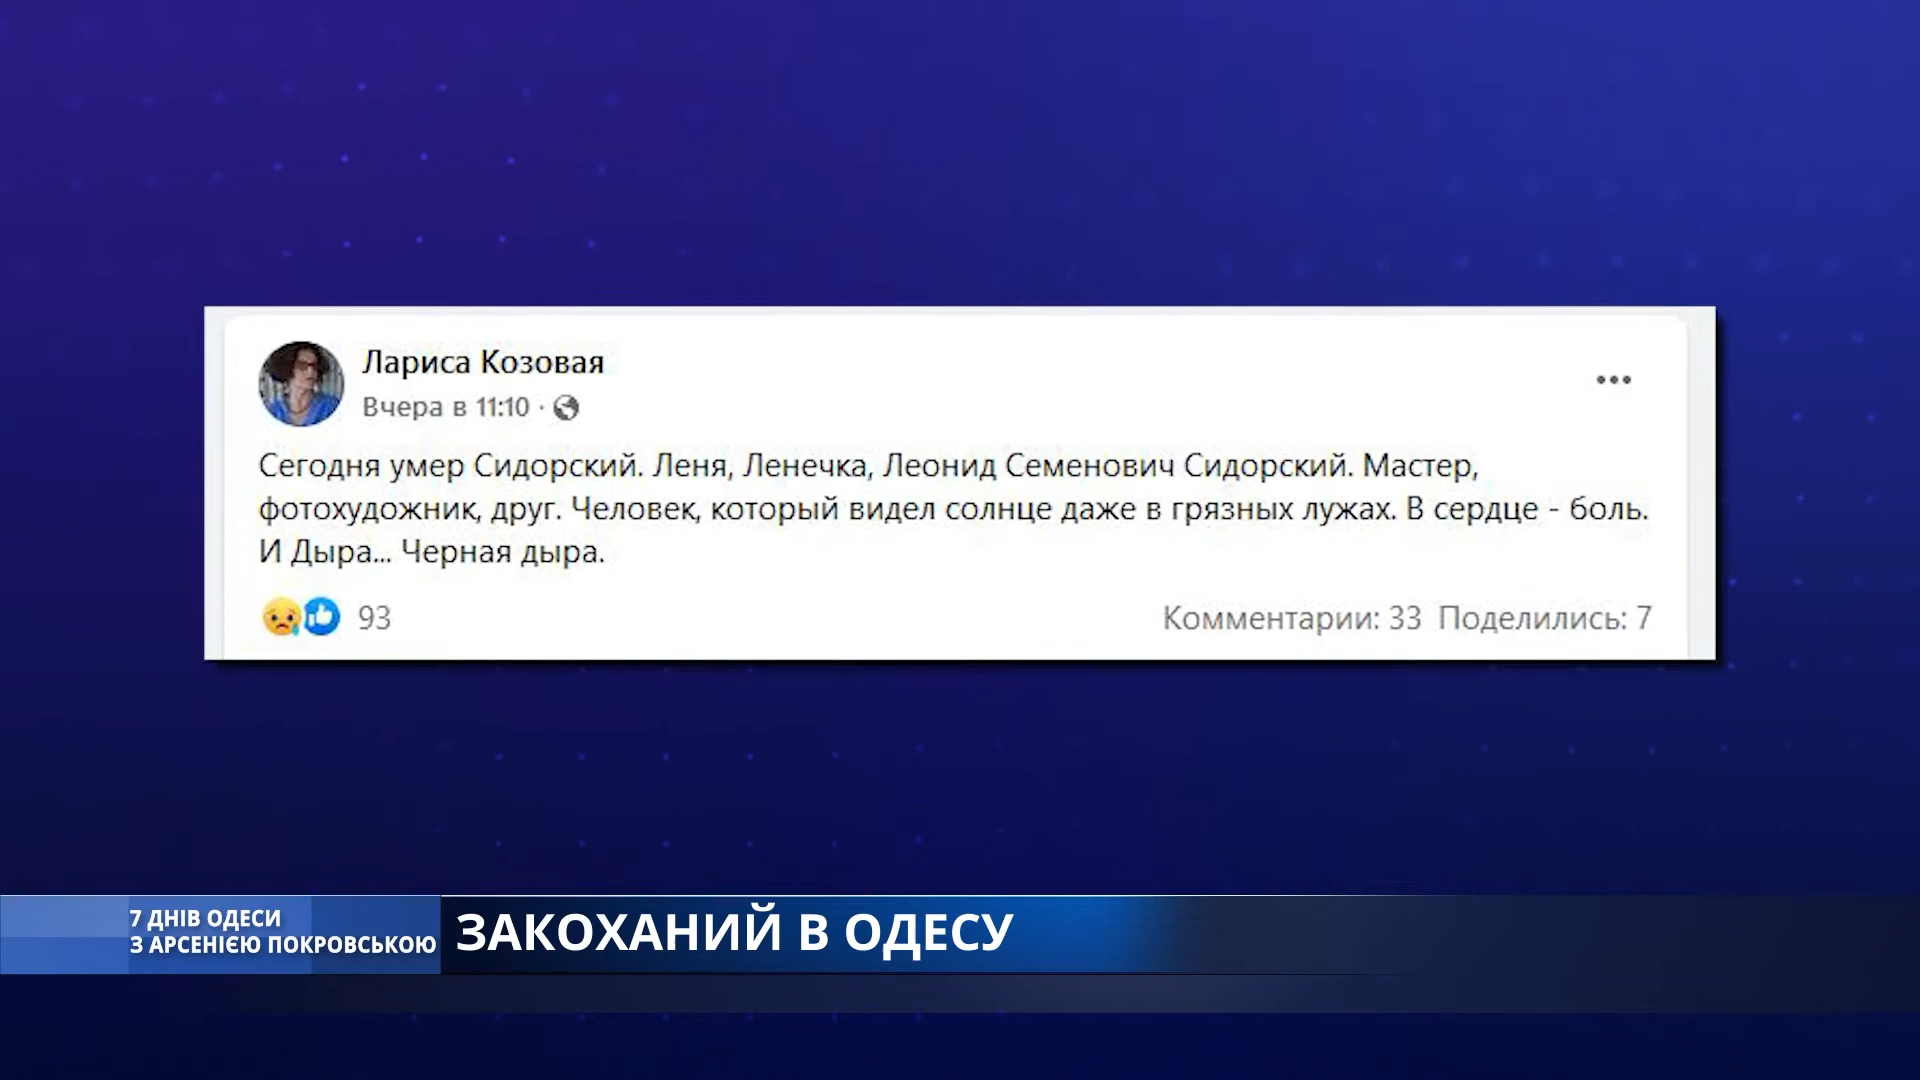 Лариса Козовая
Вчера в 11:10 ·
Сегодня умер Сидорский. Леня, Ленечка, Леонид Семенович Сидорский. Мастер,
фотохудожник, друг. Человек, который видел солнце даже в грязных лужах. В сердце - боль.
И Дыра... Черная дыра.
93
Комментарии: 33 Поделились: 7
7 ДНІВ ОДЕСИ
З АРСЕНІЄЮ ПОКРОВСЬКОЮ
ЗАКОХАНИЙ В ОДЕСУ